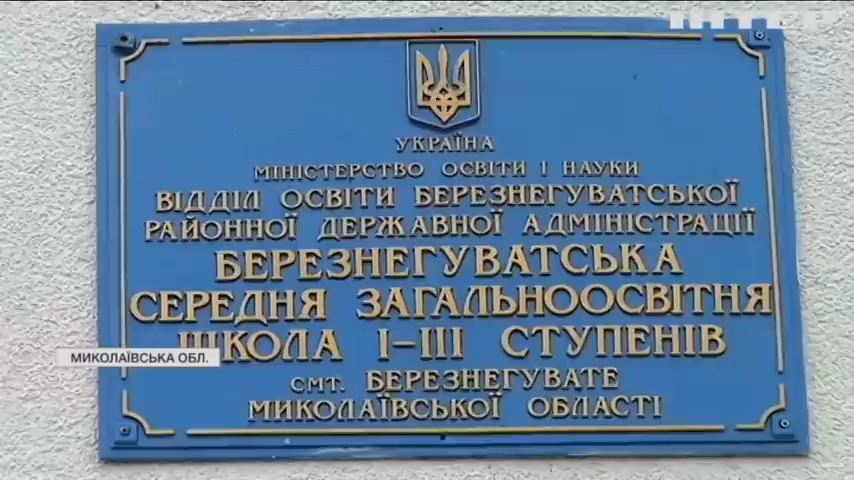 УКРАЇНА
МІНІСТЕРСТВО ОСВІТИ І НАУКИ
ВІДДІЛ ОСВІТИ БЕРЕЗНЕГУВАТСЬКОЇ
РАЙОННОЇ ДЕРЖАВНОЇ АДМІНІСТРАЦІЇ
БЕРЕЗНЕГУВАТСЬКА
СЕРЕДНЯ ЗАГАЛЬНООСВІТНЯ
ШКОЛА І-ІІІ СТУПЕНІВ
МИКОЛАЇВСЬКА ОБЛ.
СМТ. БЕРЕЗНЕГУВАТЕ
МИКОЛАЇВСЬКОЇ ОБЛАСТІ